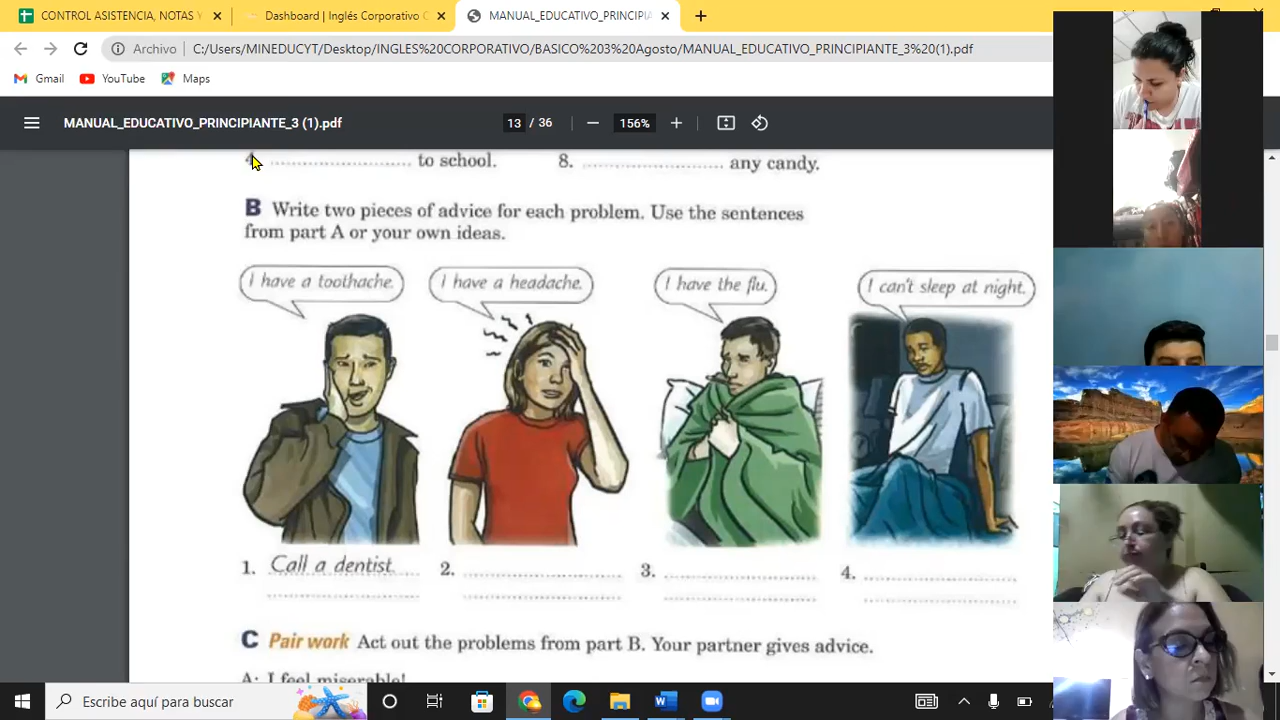 CONTROL ASISTENCIA, NOTAS Y
Dashboard | Inglés Corporativo C
MANUAL_EDUCATIVO_PRINCIPIA
Archivo
C:/Users/MINEDUCYT/Desktop/INGLES%20CORPORATIVO/BASICO%203%20Agosto/MANUAL_EDUCATIVO_PRINCIPIANTE_3%20(1).pdf
Gmail
YouTube
Maps
MANUAL_EDUCATIVO_PRINCIPIANTE_3 (1).pdf
13 / 36
156%
4. to school.
8. any candy.
B Write two pieces of advice for each problem. Use the sentences
from part A or your own ideas.
I have a toothache.
I have a headache.
I have the flu.
I can't sleep at night.
1. Call a dentist.
2.
3.
4.
C Pair work Act out the problems from part B. Your partner gives advice.
A: I feel miserable!
Escribe aquí para buscar